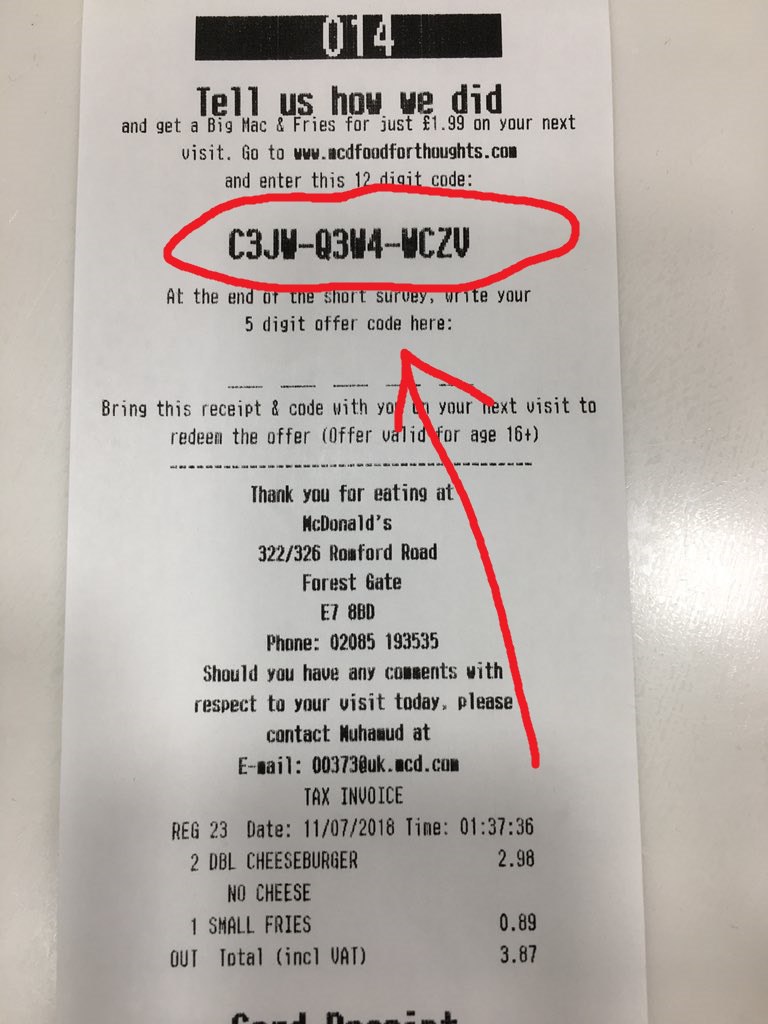 014
Tell us how we did
and get a Big Mac & Fries for just £1.99 on your next
visit. Go to www.mcdfoodforthoughts.com
and enter this 12 digit code:
C3JW-Q3W4-WCZV
At the end of the short survey, write your
5 digit offer code here:
Bring this receipt & code with you on your next visit to
redeem the offer (Offer valid for age 16+)
Thank you for eating at
McDonald's
322/326 Romford Road
Forest Gate
E7 8BD
Phone: 02085 193535
Should you have any comments with
respect to your visit today, please
contact Muhamud at
E-mail: 00373@uk.mcd.com
TAX INVOICE
REG 23 Date: 11/07/2018 Time: 01:37:36
2 DBL CHEESEBURGER 2.98
NO CHEESE
1 SMALL FRIES 0.89
OUT Total (incl VAT) 3.87
Card Receipt